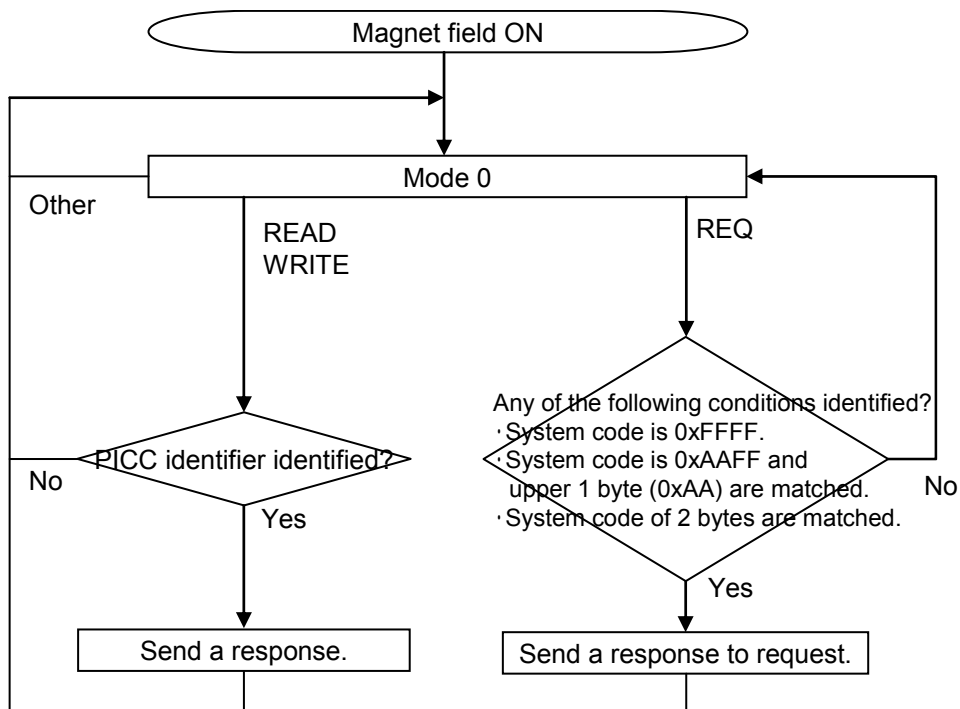 Magnet field ON
Mode 0
Other
READ
WRITE
REQ
Any of the following conditions identified?
･System code is 0xFFFF.
･System code is 0xAAFF and
upper 1 byte (0xAA) are matched.
･System code of 2 bytes are matched.
PICC identifier identified?
No
Yes
No
Yes
Send a response.
Send a response to request.